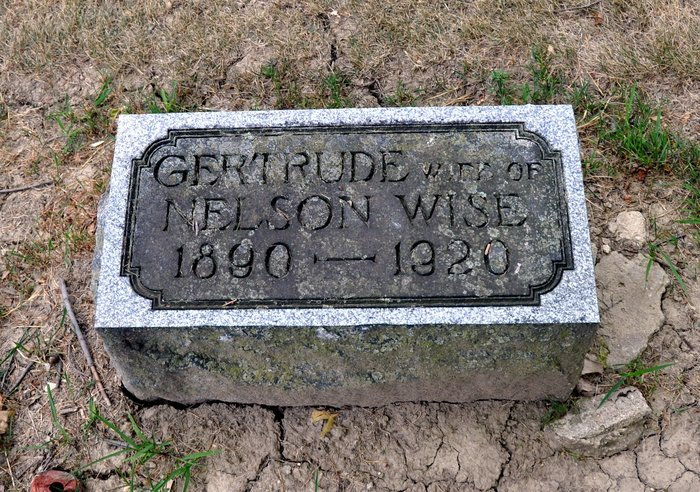 GERTRUDE WIFE OF
NELSON WISE
1890 — 1920